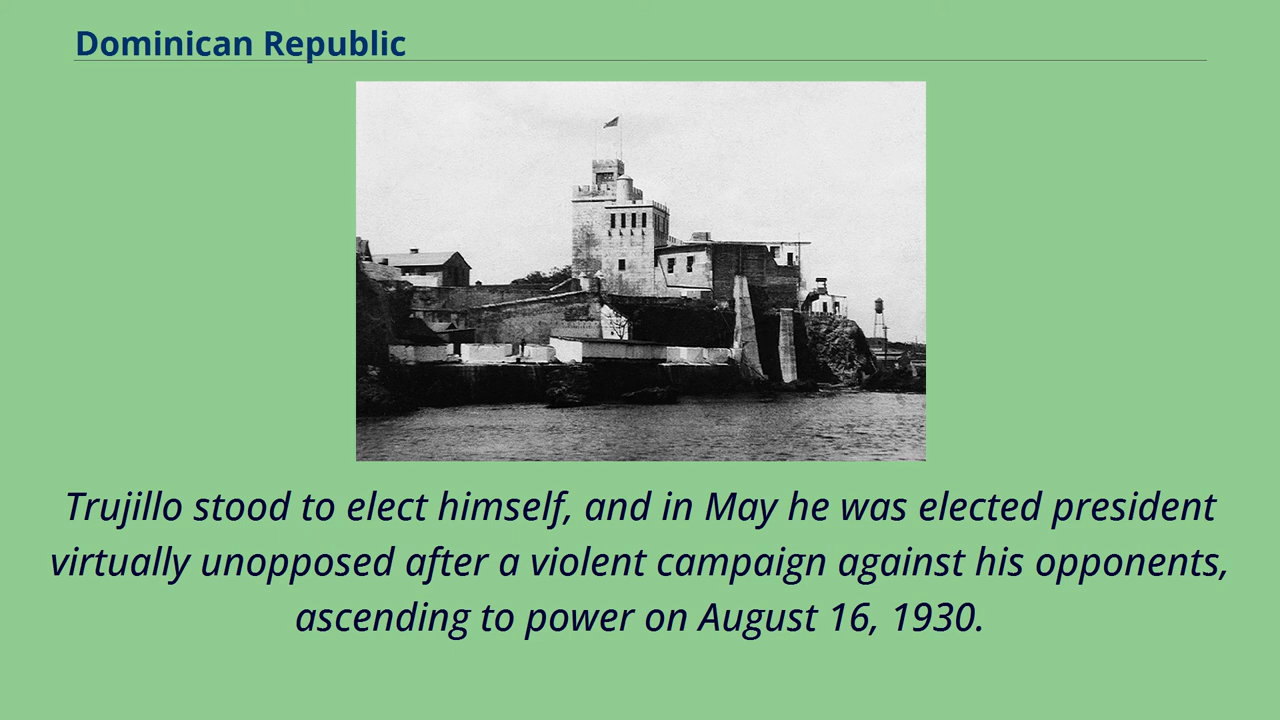 Dominican Republic
Trujillo stood to elect himself, and in May he was elected president
virtually unopposed after a violent campaign against his opponents,
ascending to power on August 16, 1930.